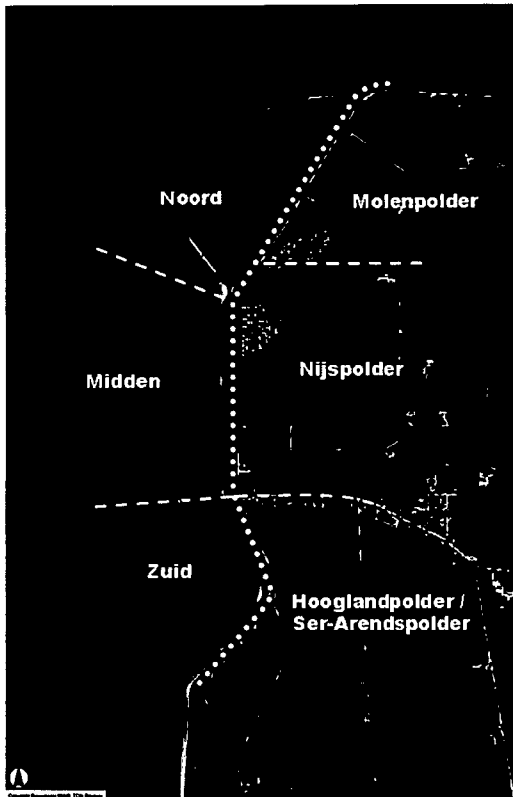 Noord
Molenpolder
Midden
Nijspolder
Zuid
Hooglandpolder /
Ser-Arendspolder